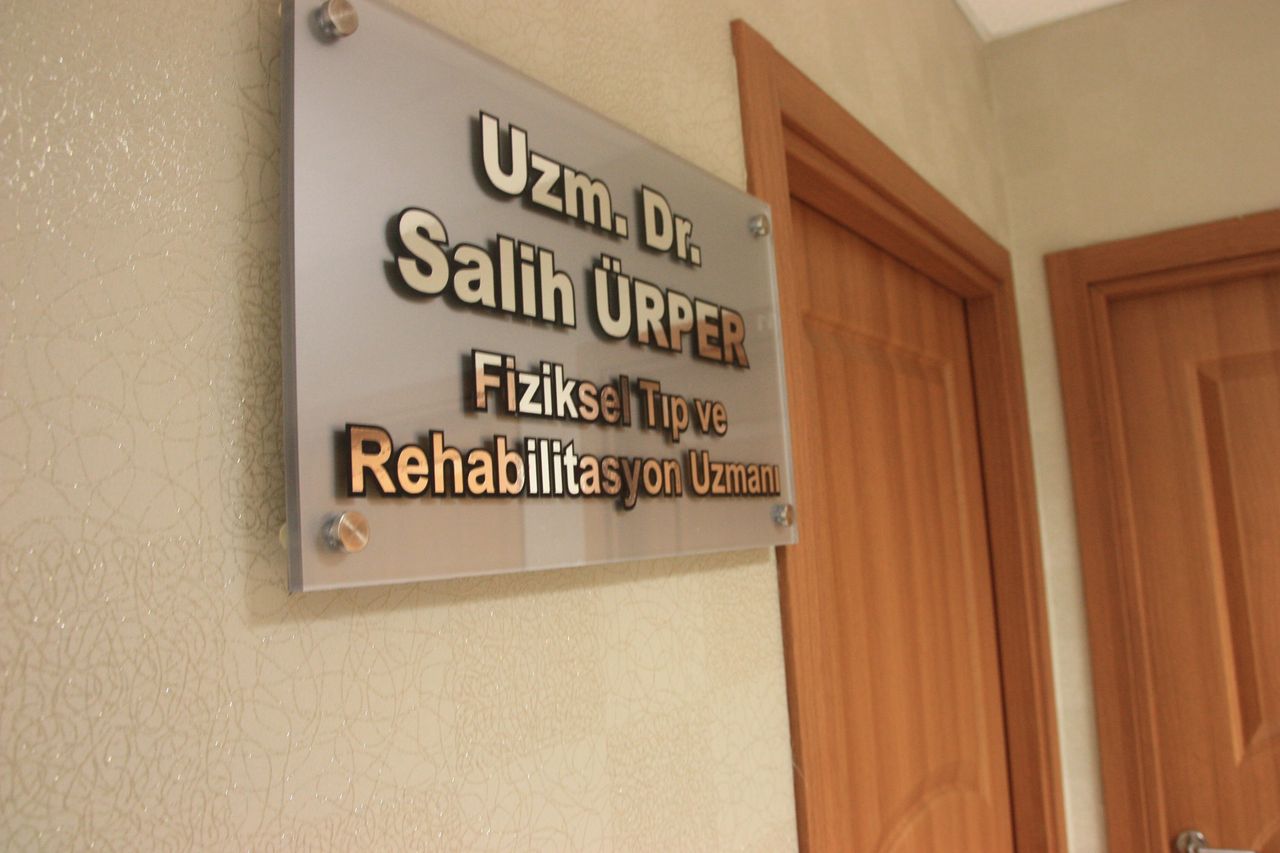 Uzm. Dr.
Salih ÜRPER
Fiziksel Tıp ve
Rehabilitasyon Uzmanı